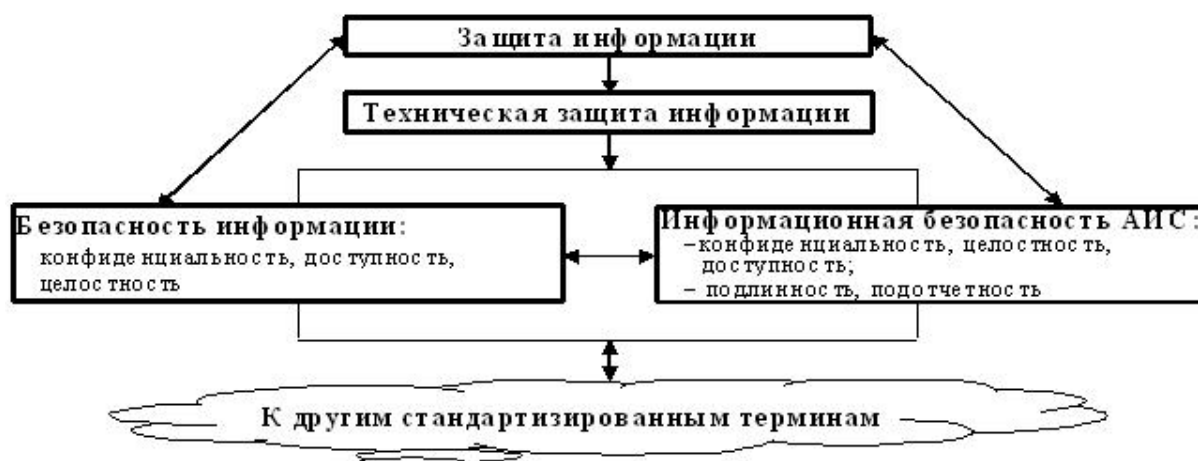 Защита информации
Техническая защита информации
Безопасность информации:
конфиденциальность, доступность,
целостность
Информационная безопасность АИС:
–конфиденциальность, целостность,
доступность;
– подлинность, подотчетность
К другим стандартизированным терминам